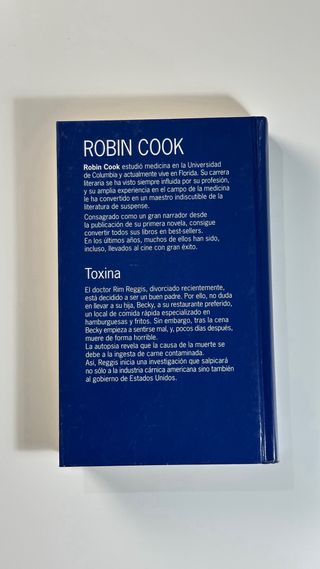 ROBIN COOK
Robin Cook estudió medicina en la Universidad
de Columbia y actualmente vive en Florida. Su carrera
literaria se ha visto siempre influida por su profesión,
y su amplia experiencia en el campo de la medicina
le ha convertido en un maestro indiscutible de la
literatura de suspense.
Consagrado como un gran narrador desde
la publicación de su primera novela, consigue
convertir todos sus libros en best-sellers.
En los últimos años, muchos de ellos han sido,
incluso, llevados al cine con gran éxito.
Toxina
El doctor Rim Reggis, divorciado recientemente,
está decidido a ser un buen padre. Por ello, no duda
en llevar a su hija, Becky, a su restaurante preferido,
un local de comida rápida especializado en
hamburguesas y fritos. Sin embargo, tras la cena
Becky empieza a sentirse mal, y, pocos días después,
muere de forma horrible.
La autopsia revela que la causa de la muerte se
debe a la ingesta de carne contaminada.
Así, Reggis inicia una investigación que salpicará
no sólo a la industria cárnica americana sino también
al gobierno de Estados Unidos.